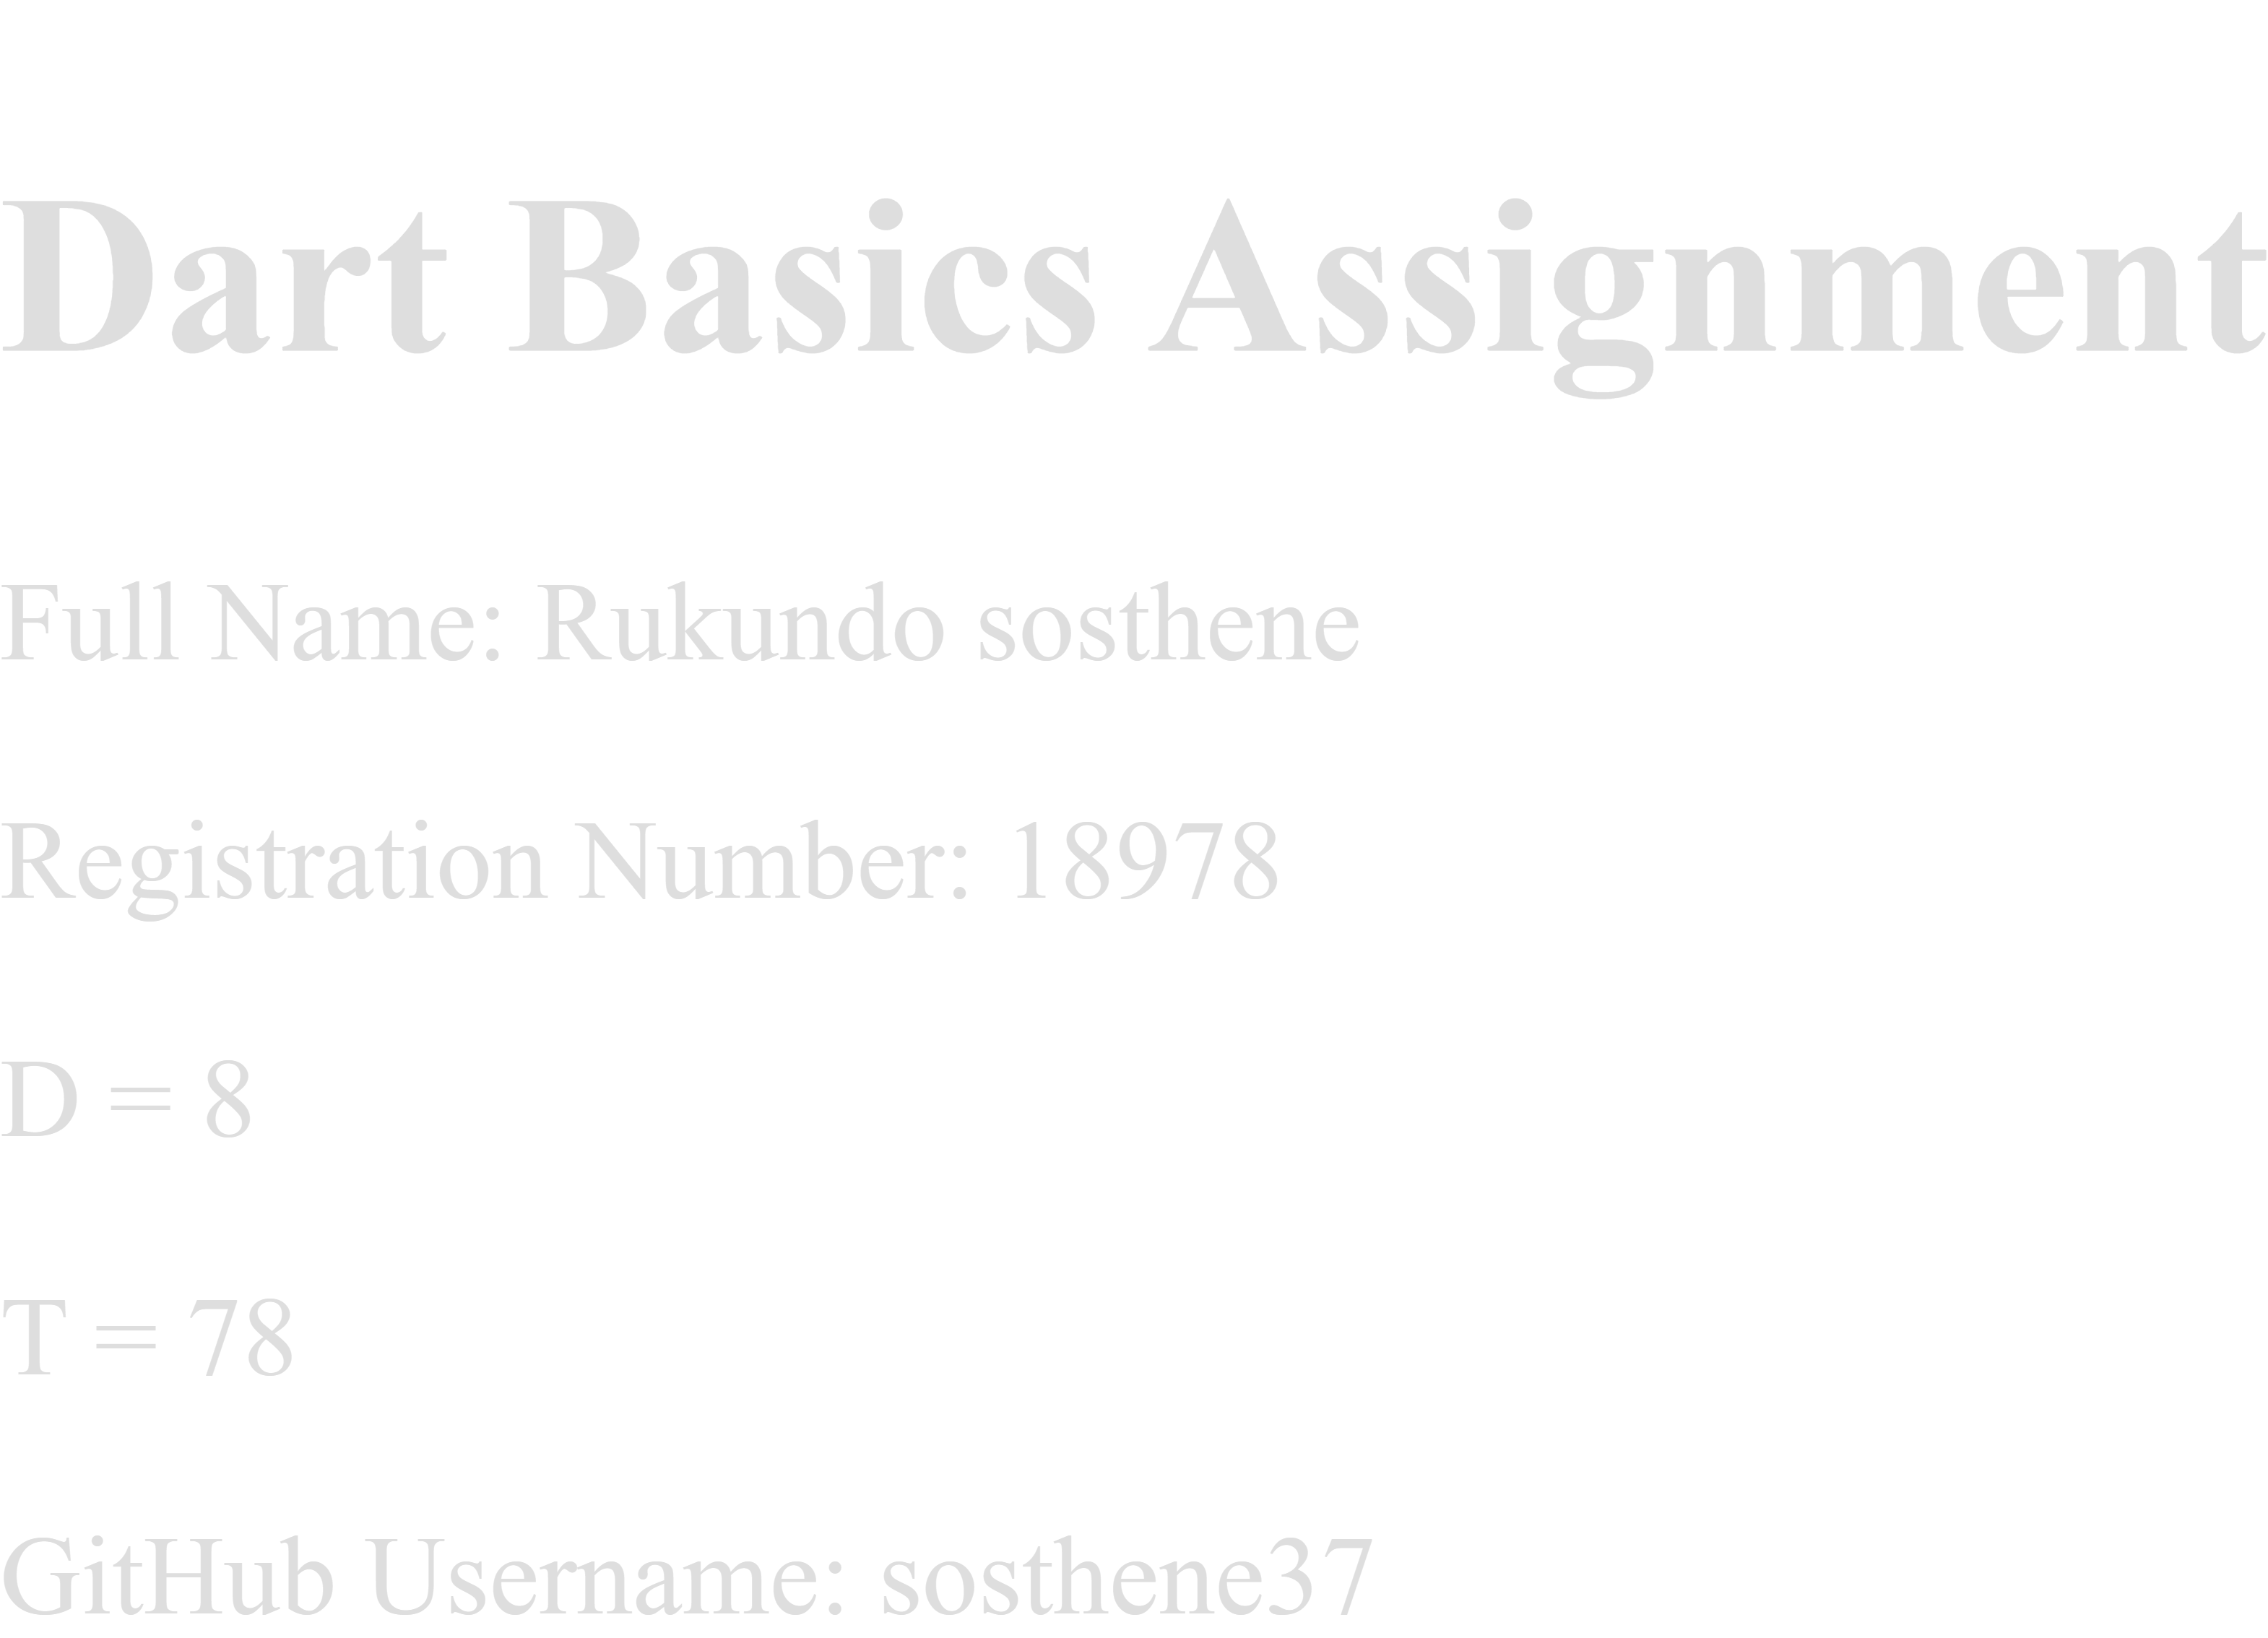 Dart Basics Assignment
Full Name: Rukundo sosthene
Registration Number: 18978
D = 8
T = 78
GitHub Username: sosthene37